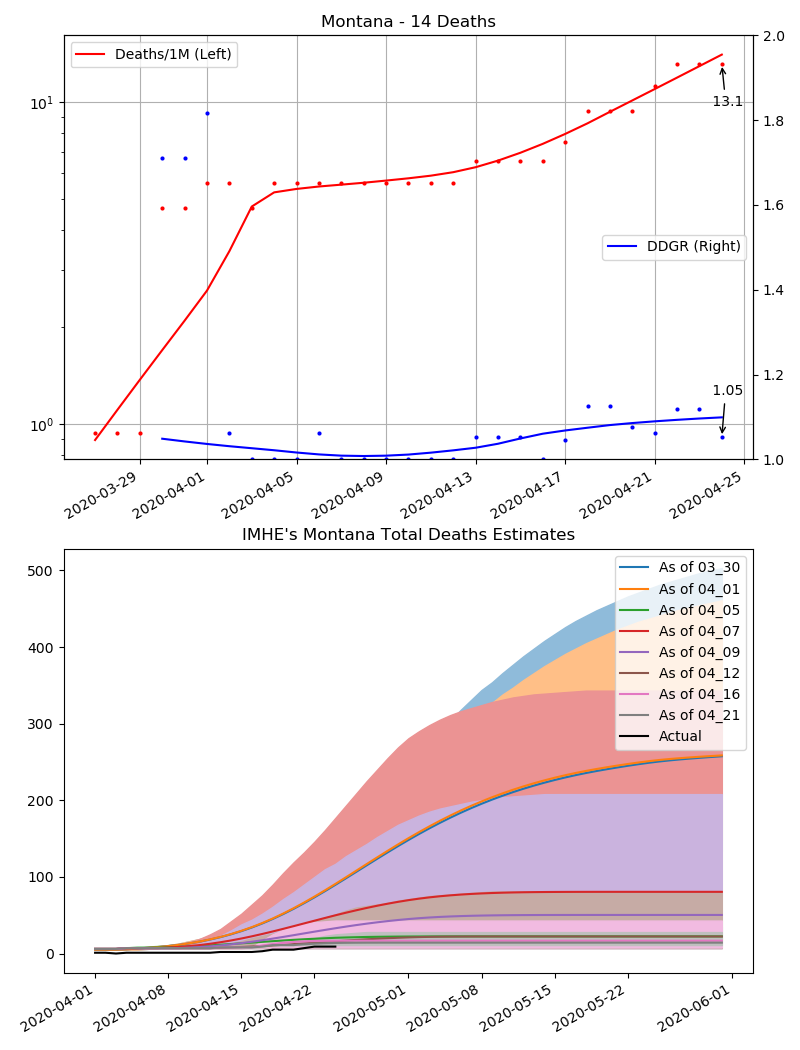 Montana - 14 Deaths
Deaths/1M (Left)
10¹
10⁰
2.0
1.8
1.6
1.4
1.2
1.0
13.1
DDGR (Right)
1.05
2020-03-29
2020-04-01
2020-04-05
2020-04-09
2020-04-13
2020-04-17
2020-04-21
2020-04-25
IMHE's Montana Total Deaths Estimates
500
400
300
200
100
0
As of 03_30
As of 04_01
As of 04_05
As of 04_07
As of 04_09
As of 04_12
As of 04_16
As of 04_21
Actual
2020-04-01
2020-04-08
2020-04-15
2020-04-22
2020-05-01
2020-05-08
2020-05-15
2020-05-22
2020-06-01